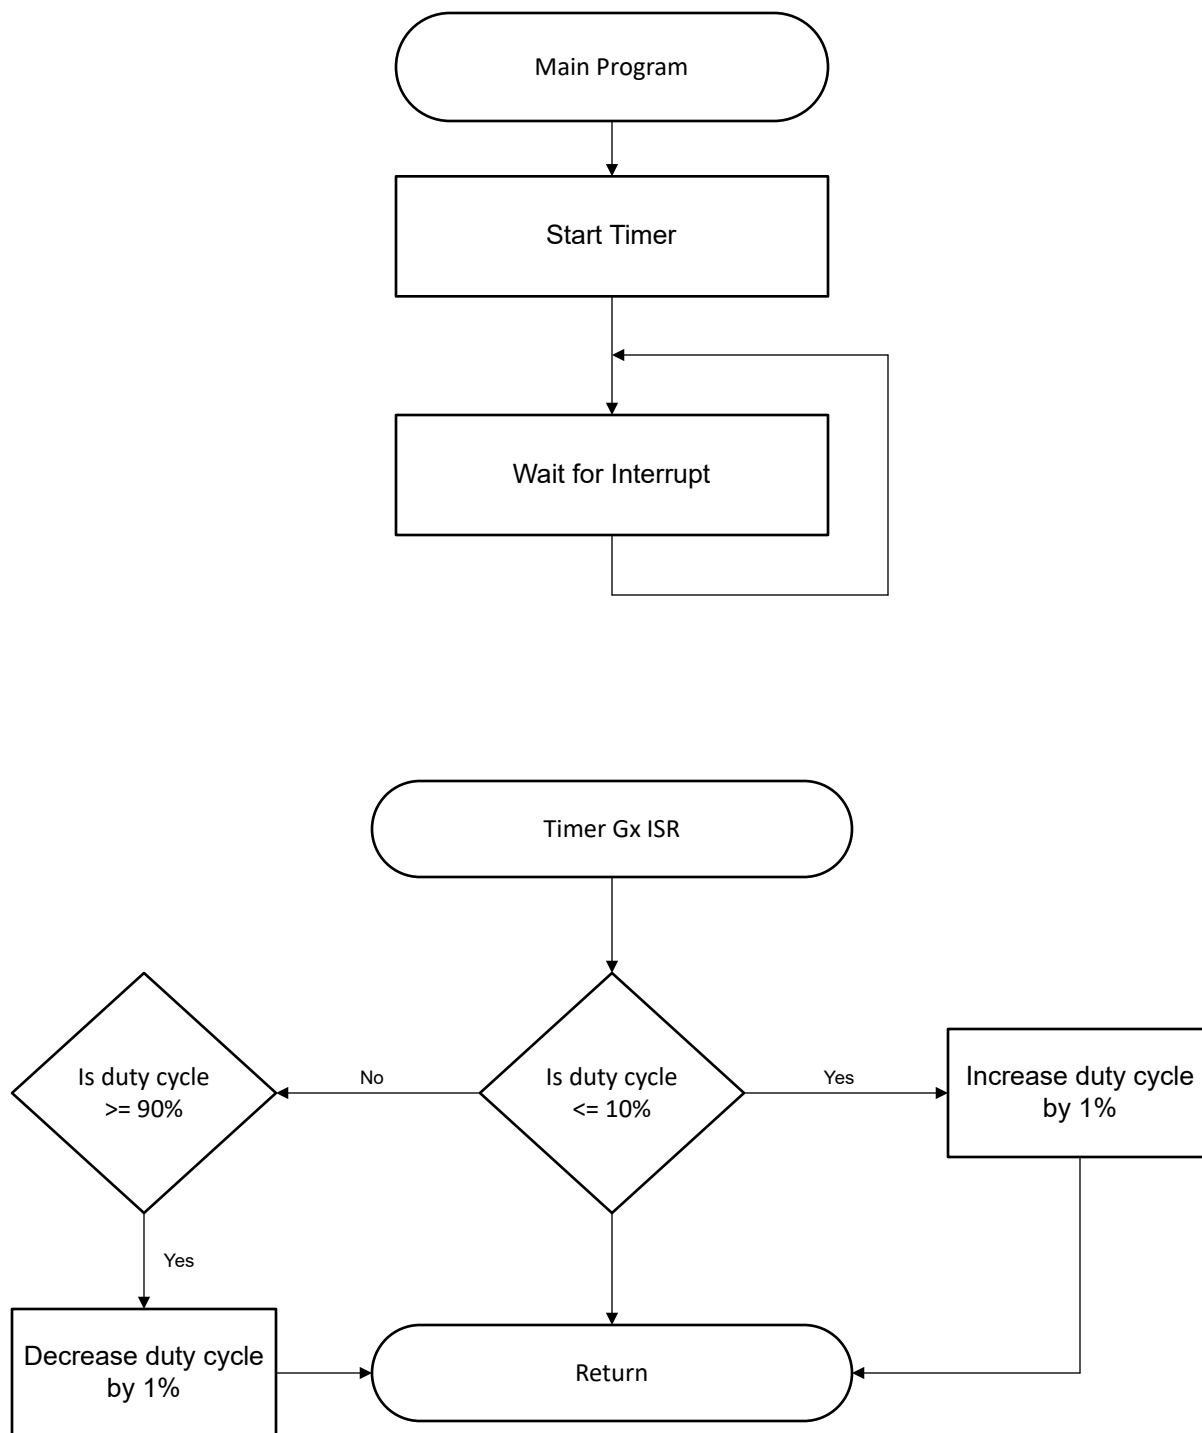 Main Program
Start Timer
Wait for Interrupt
Timer Gx ISR
Is duty cycle
>= 90%
No
Is duty cycle
<= 10%
Yes
Increase duty cycle
by 1%
Yes
Decrease duty cycle
by 1%
Return